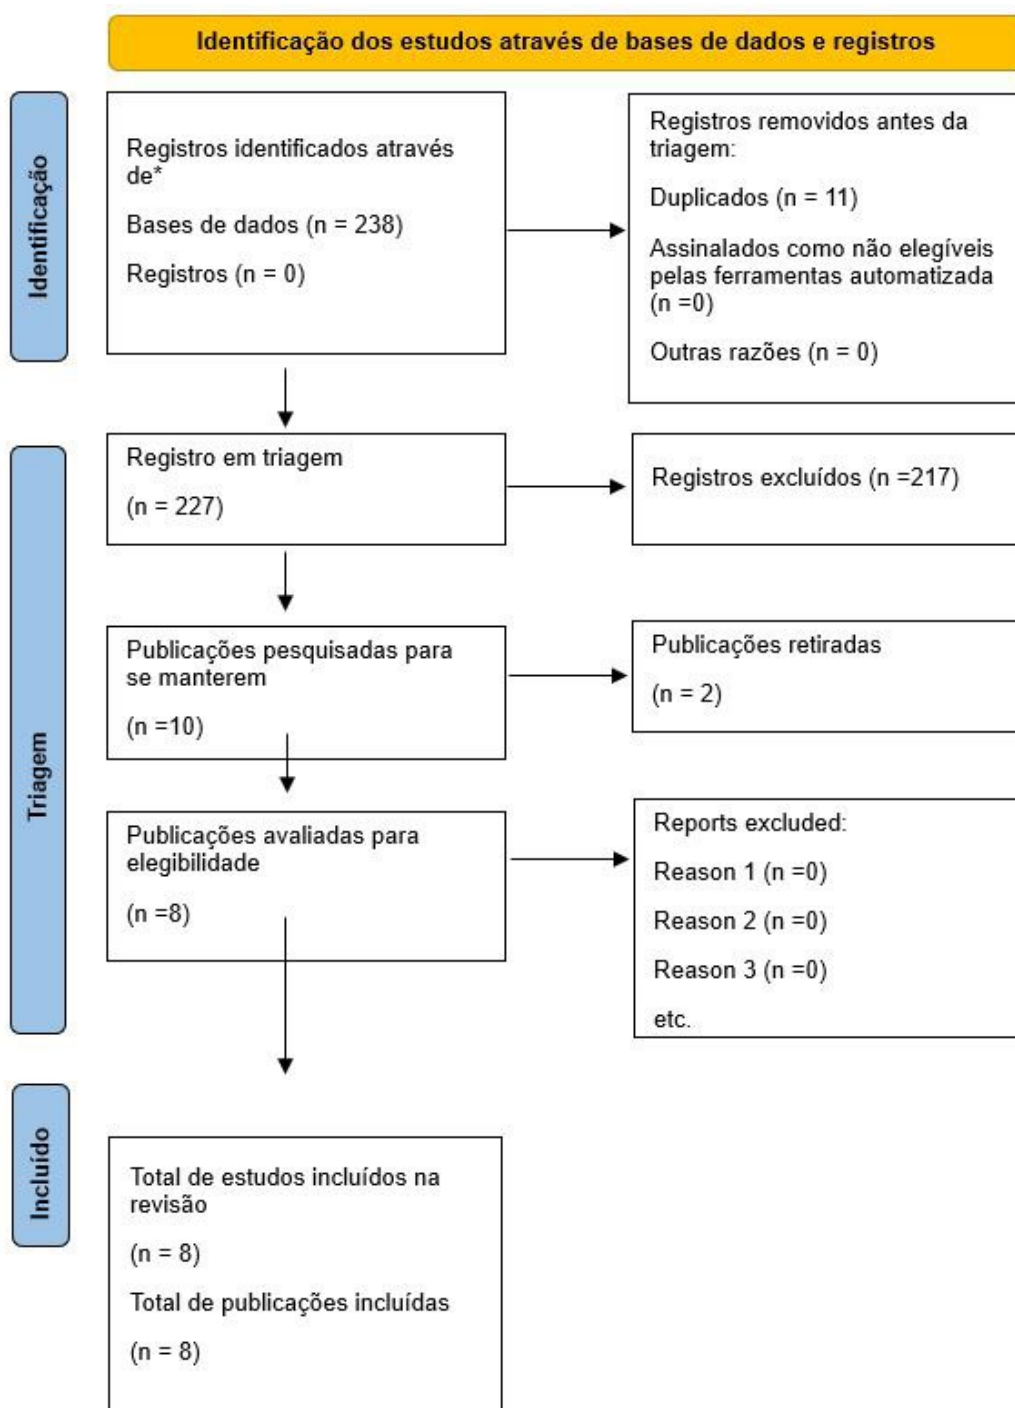 Identificação dos estudos através de bases de dados e registros
Identificação
Registros identificados através
de*
Bases de dados (n = 238)
Registros (n = 0)
Registros removidos antes da
triagem:
Duplicados (n = 11)
Assinalados como não elegíveis
pelas ferramentas automatizada
(n =0)
Outras razões (n = 0)
Triagem
Registro em triagem
(n = 227)
Registros excluídos (n =217)
Publicações pesquisadas para
se manterem
(n =10)
Publicações retiradas
(n = 2)
Publicações avaliadas para
elegibilidade
(n =8)
Reports excluded:
Reason 1 (n =0)
Reason 2 (n =0)
Reason 3 (n =0)
etc.
Incluído
Total de estudos incluídos na
revisão
(n = 8)
Total de publicações incluídas
(n = 8)